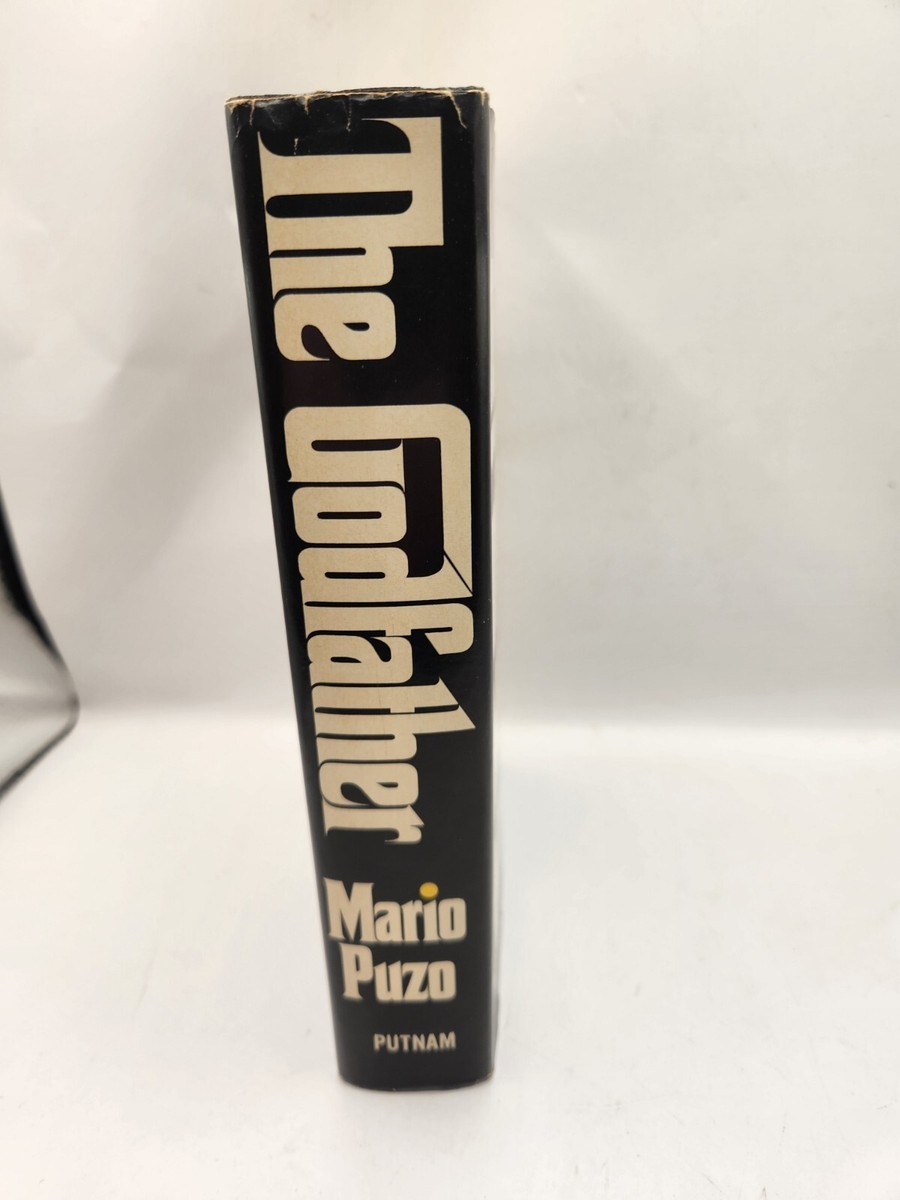 The Godfather
Mario
Puzo
PUTNAM